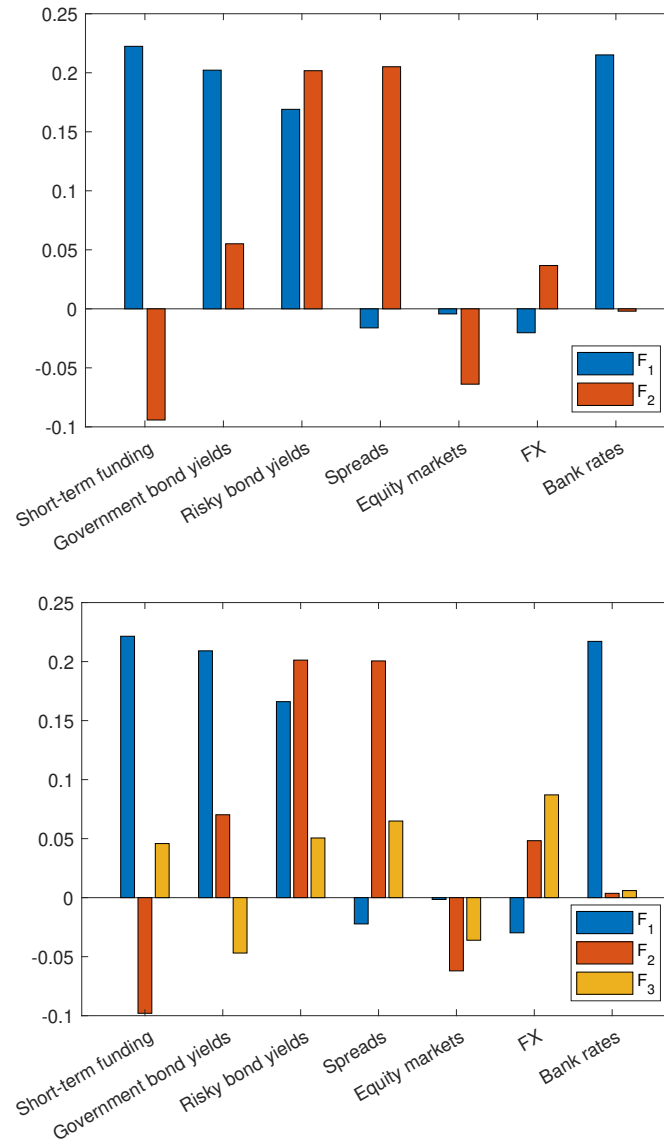 0.25
0.2
0.15
0.1
0.05
0
-0.05
-0.1
F1
F2
Short-term funding
Government bond yields
Risky bond yields
Spreads
Equity markets
FX
Bank rates
0.25
0.2
0.15
0.1
0.05
0
-0.05
-0.1
F1
F2
F3
Short-term funding
Government bond yields
Risky bond yields
Spreads
Equity markets
FX
Bank rates